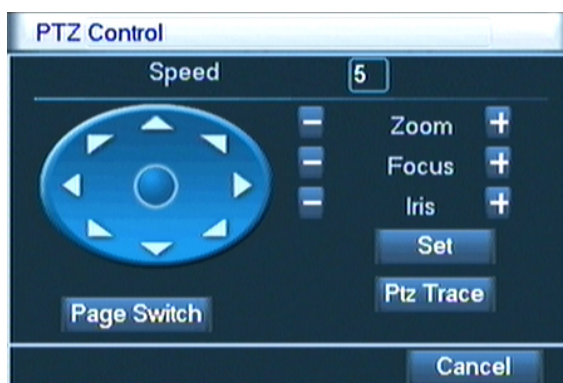 PTZ Control
Speed 5
− Zoom +
− Focus +
− Iris +
Set
Ptz Trace
Page Switch
Cancel